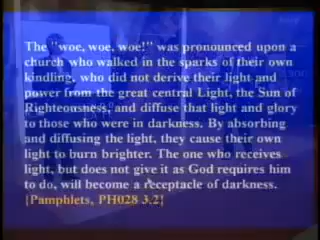 The "woe, woe, woe!" was pronounced upon a
church who walked in the sparks of their own
kindling, who did not derive their light and
power from the great central Light, the Sun of
Righteousness, and diffuse that light and glory
to those who were in darkness. By absorbing
and diffusing the light, they cause their own
light to burn brighter. The one who receives
light, but does not give it as God requires him
to do, will become a receptacle of darkness.
{Pamphlets, PH028 3.2}